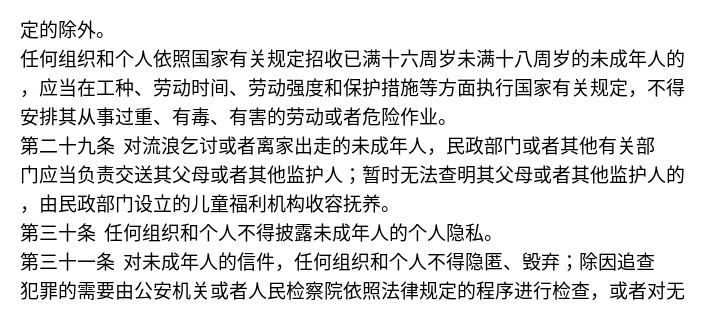 定的除外。
任何组织和个人依照国家有关规定招收已满十六周岁未满十八周岁的未成年人的
，应当在工种、劳动时间、劳动强度和保护措施等方面执行国家有关规定，不得
安排其从事过重、有毒、有害的劳动或者危险作业。
第二十九条 对流浪乞讨或者离家出走的未成年人，民政部门或者其他有关部
门应当负责交送其父母或者其他监护人；暂时无法查明其父母或者其他监护人的
，由民政部门设立的儿童福利机构收容抚养。
第三十条 任何组织和个人不得披露未成年人的个人隐私。
第三十一条 对未成年人的信件，任何组织和个人不得隐匿、毁弃；除因追查
犯罪的需要由公安机关或者人民检察院依照法律规定的程序进行检查，或者对无